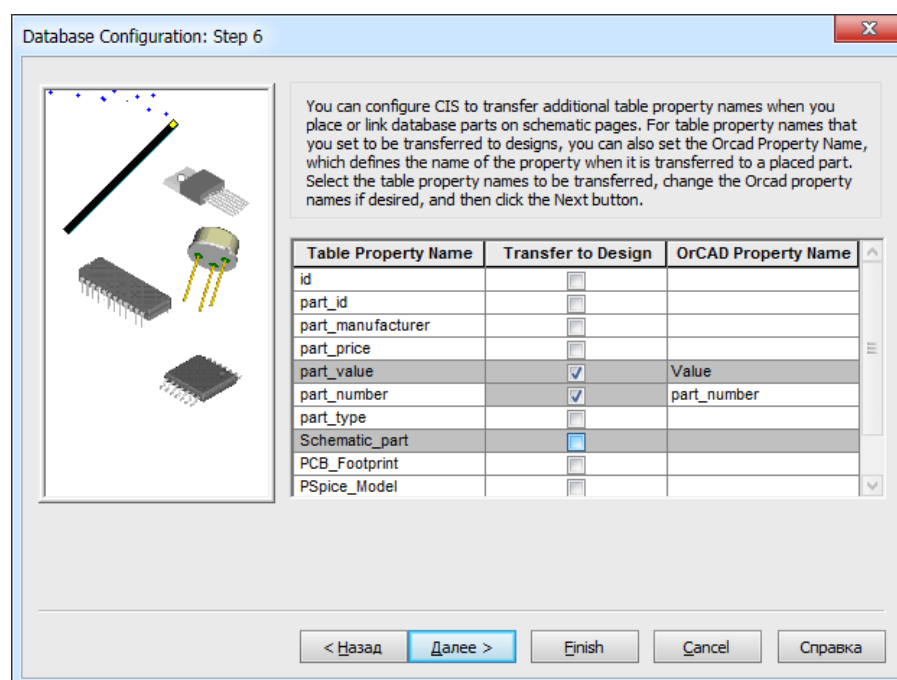 Database Configuration: Step 6
You can configure CIS to transfer additional table property names when you
place or link database parts on schematic pages. For table property names that
you set to be transferred to designs, you can also set the Orcad Property Name,
which defines the name of the property when it is transferred to a placed part.
Select the table property names to be transferred, change the Orcad property
names if desired, and then click the Next button.
Table Property Name Transfer to Design OrCAD Property Name
id
part_id
part_manufacturer
part_price
part_value Value
part_number part_number
part_type
Schematic_part
PCB_Footprint
PSpice_Model
< Назад Далее > Finish Cancel Справка